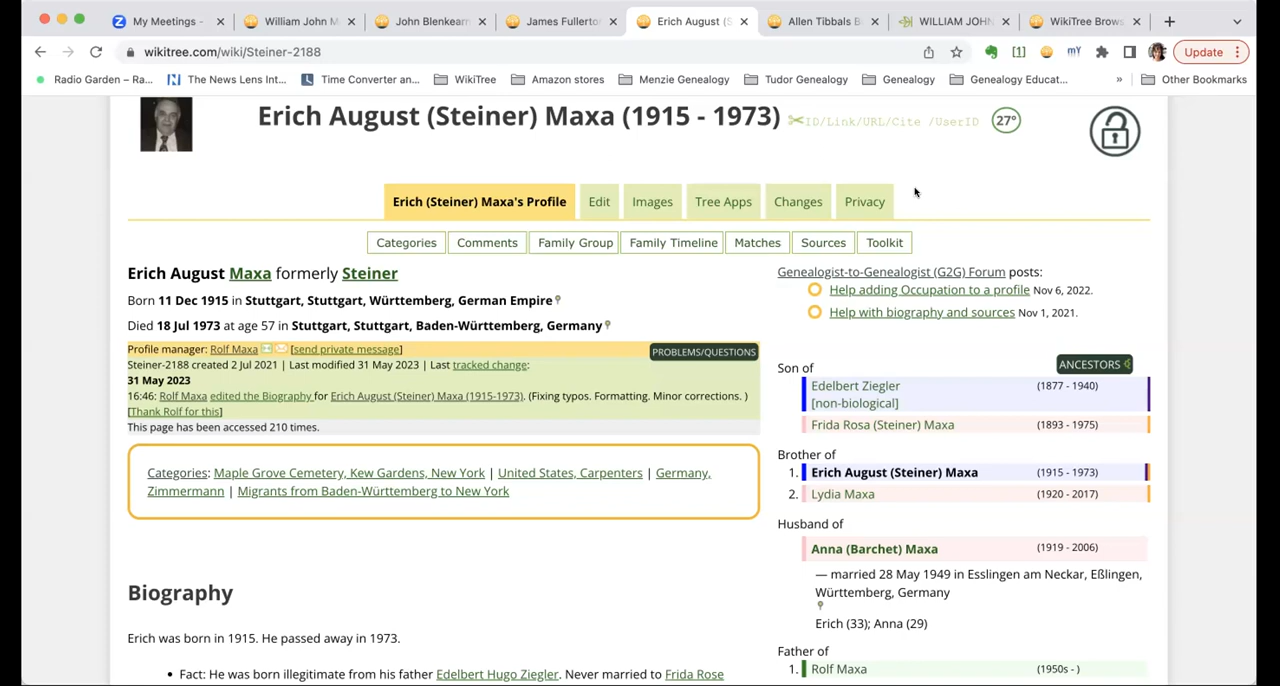 My Meetings -
William John M
John Blenkearn
James Fullerto
Erich August (S
Allen Tibbals B
WILLIAM JOHN
WikiTree Brows
wikitree.com/wiki/Steiner-2188
[1]
mY
Update
Radio Garden – Ra...
The News Lens Int...
Time Converter an...
WikiTree
Amazon stores
Menzie Genealogy
Tudor Genealogy
Genealogy
Genealogy Educat...
»
Other Bookmarks
Erich August (Steiner) Maxa (1915 - 1973)
ID/Link/URL/Cite /UserID
27°
Erich (Steiner) Maxa's Profile
Edit
Images
Tree Apps
Changes
Privacy
Categories
Comments
Family Group
Family Timeline
Matches
Sources
Toolkit
Erich August Maxa formerly Steiner
Born 11 Dec 1915 in Stuttgart, Stuttgart, Württemberg, German Empire
Died 18 Jul 1973 at age 57 in Stuttgart, Stuttgart, Baden-Württemberg, Germany
Profile manager: Rolf Maxa [send private message]
PROBLEMS/QUESTIONS
Steiner-2188 created 2 Jul 2021 | Last modified 31 May 2023 | Last tracked change:
31 May 2023
16:46: Rolf Maxa edited the Biography for Erich August (Steiner) Maxa (1915-1973). (Fixing typos. Formatting. Minor corrections. )
[Thank Rolf for this]
This page has been accessed 210 times.
Categories: Maple Grove Cemetery, Kew Gardens, New York | United States, Carpenters | Germany,
Zimmermann | Migrants from Baden-Württemberg to New York
Biography
Erich was born in 1915. He passed away in 1973.
• Fact: He was born illegitimate from his father Edelbert Hugo Ziegler. Never married to Frida Rose
Genealogist-to-Genealogist (G2G) Forum posts:
Help adding Occupation to a profile Nov 6, 2022.
Help with biography and sources Nov 1, 2021.
Son of
ANCESTORS
Edelbert Ziegler (1877 - 1940)
[non-biological]
Frida Rosa (Steiner) Maxa (1893 - 1975)
Brother of
1. Erich August (Steiner) Maxa (1915 - 1973)
2. Lydia Maxa (1920 - 2017)
Husband of
Anna (Barchet) Maxa (1919 - 2006)
— married 28 May 1949 in Esslingen am Neckar, Eßlingen,
Württemberg, Germany
Erich (33); Anna (29)
Father of
1. Rolf Maxa (1950s - )